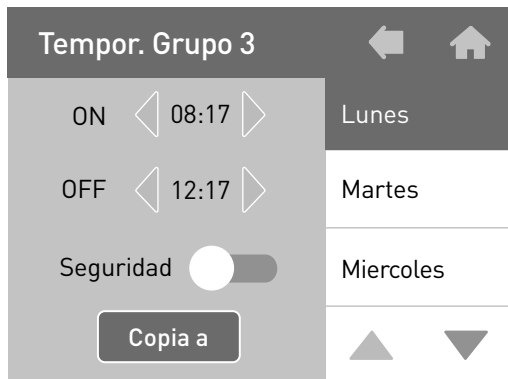 Tempor. Grupo 3
ON 08:17
OFF 12:17
Seguridad
Copia a
Lunes
Martes
Miercoles